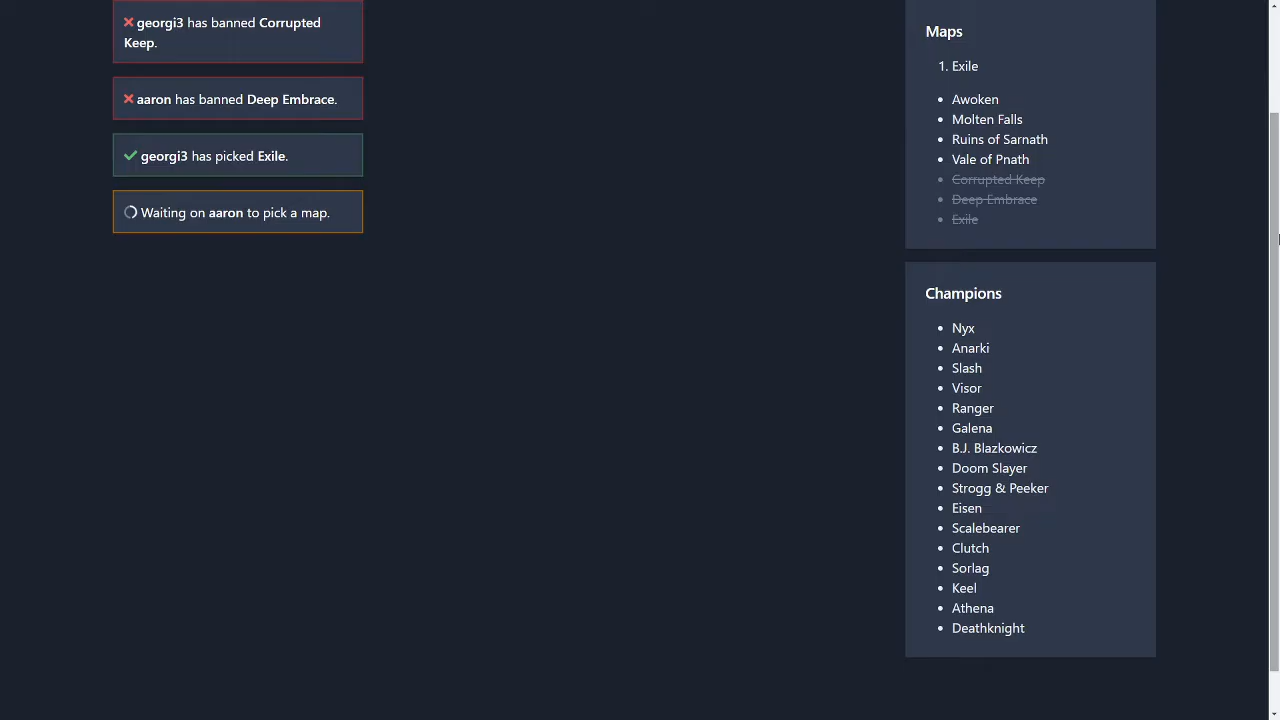 georgi3 has banned Corrupted
Keep.
aaron has banned Deep Embrace.
georgi3 has picked Exile.
Waiting on aaron to pick a map.
Maps
1. Exile
Awoken
Molten Falls
Ruins of Sarnath
Vale of Pnath
Corrupted Keep
Deep Embrace
Exile
Champions
Nyx
Anarki
Slash
Visor
Ranger
Galena
B.J. Blazkowicz
Doom Slayer
Strogg & Peeker
Eisen
Scalebearer
Clutch
Sorlag
Keel
Athena
Deathknight